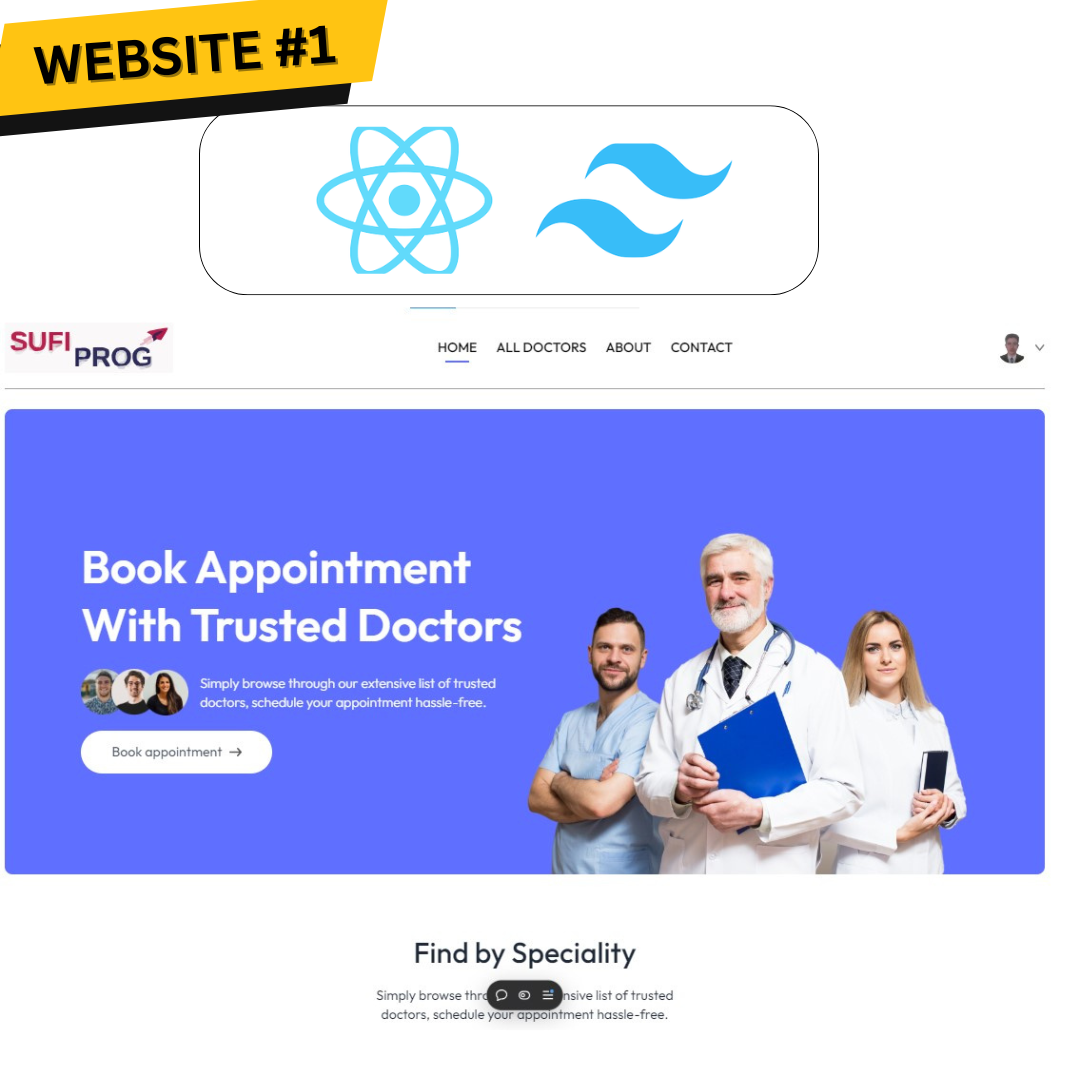 WEBSITE #1
SUFI
PROG
HOME ALL DOCTORS ABOUT CONTACT
Book Appointment
With Trusted Doctors
Simply browse through our extensive list of trusted
doctors, schedule your appointment hassle-free.
Book appointment →
Find by Speciality
Simply browse nsive list of trusted
doctors, schedule your appointment hassle-free.